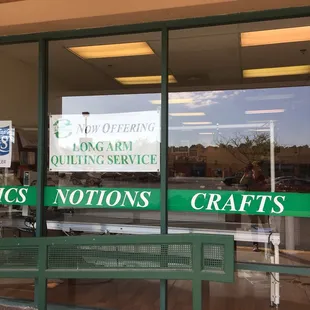 NOW OFFERING
LONG ARM
QUILTING SERVICE
ICS NOTIONS CRAFTS